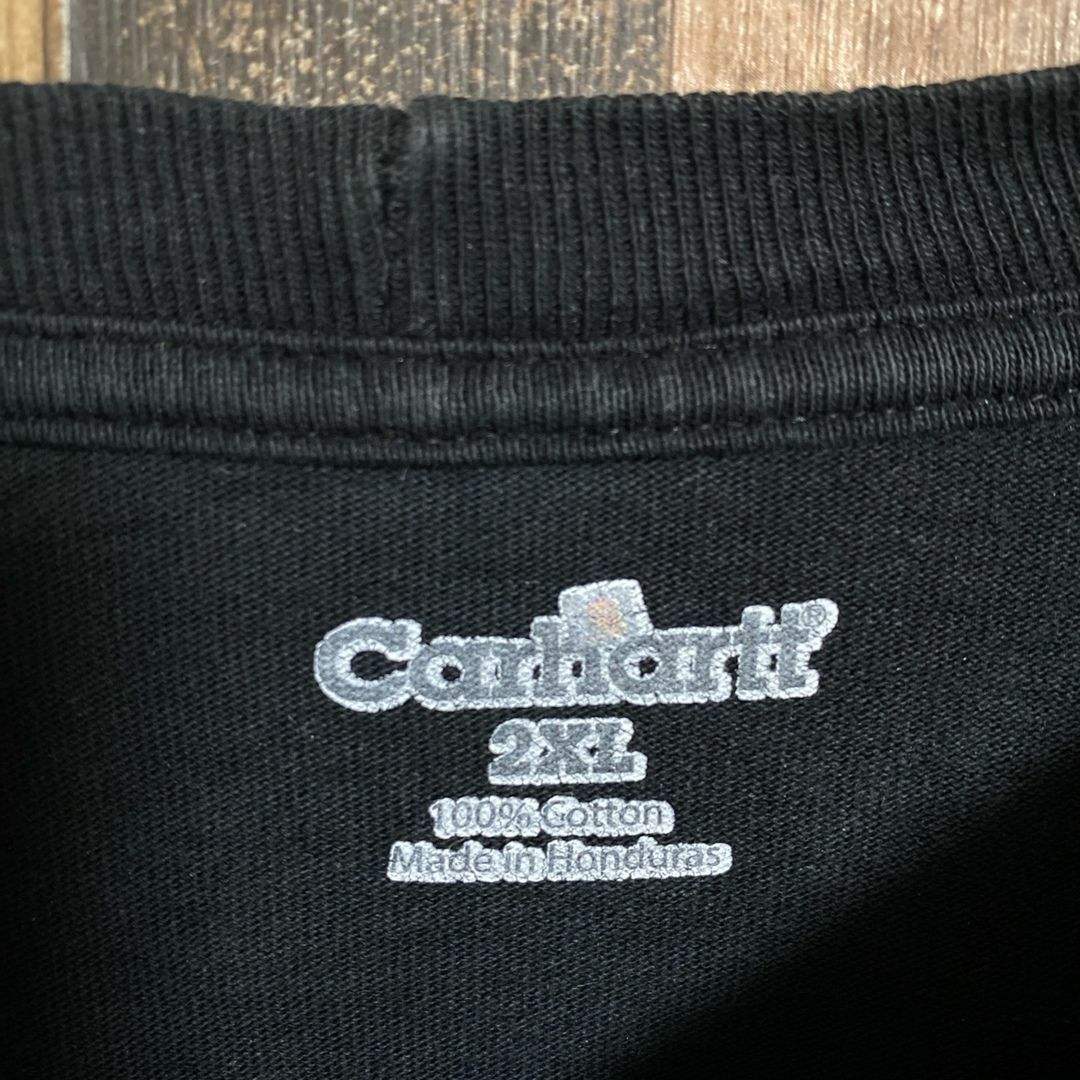 Carhartt®
2XL
100% Cotton
Made in Honduras